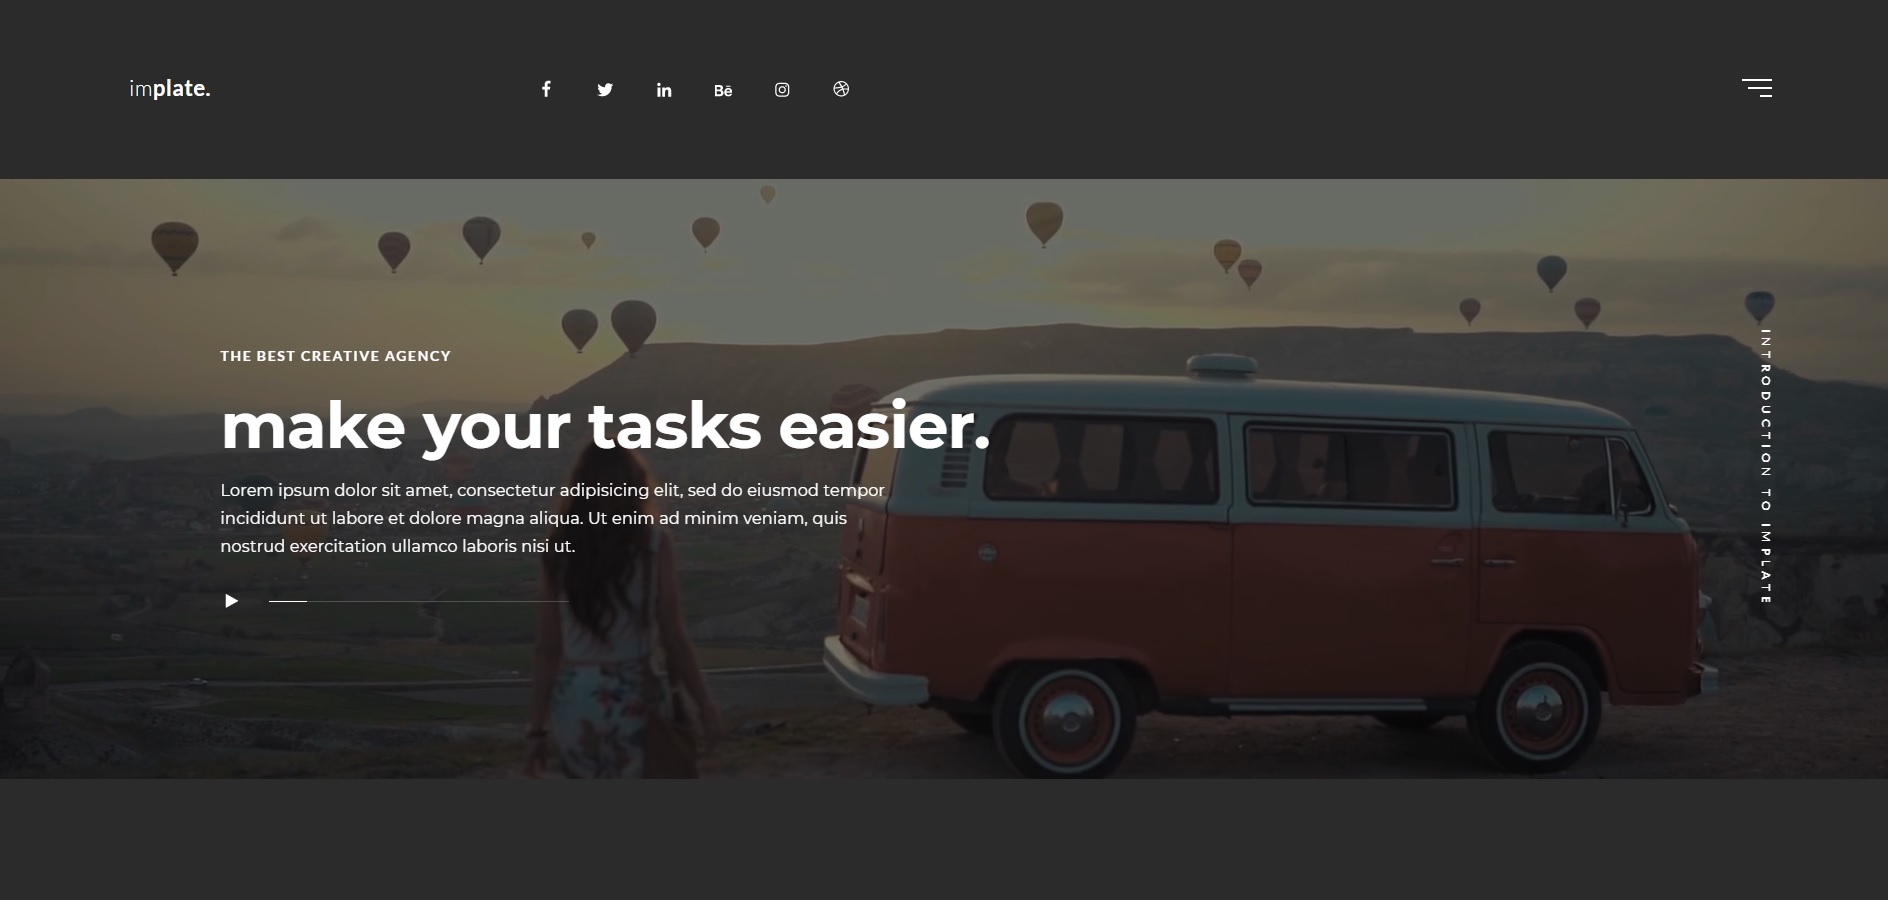 implate.
Bē
THE BEST CREATIVE AGENCY
make your tasks easier.
Lorem ipsum dolor sit amet, consectetur adipisicing elit, sed do eiusmod tempor
incididunt ut labore et dolore magna aliqua. Ut enim ad minim veniam, quis
nostrud exercitation ullamco laboris nisi ut.
INTRODUCTION TO IMPLATE